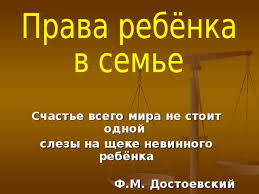 Права ребёнка
в семье
Счастье всего мира не стоит
одной
слезы на щеке невинного
ребёнка
Ф.М. Достоевский